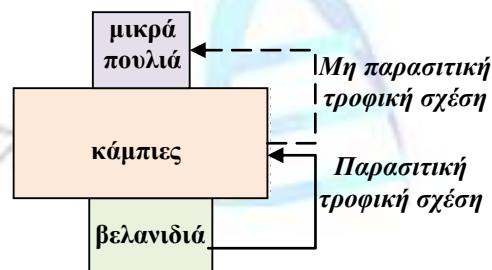 μικρά
πουλιά
Μη παρασιτική
τροφική σχέση
κάμπιες
Παρασιτική
τροφική σχέση
βελανιδιά